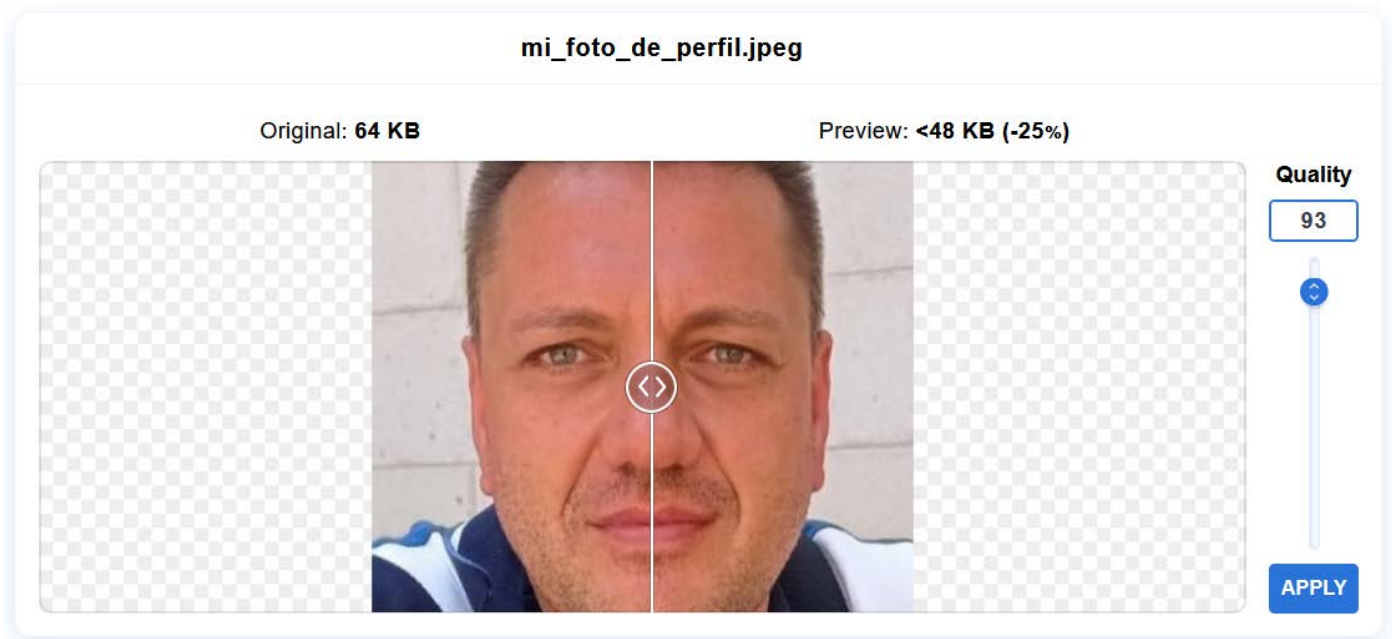 mi_foto_de_perfil.jpeg
Original: 64 KB
Preview: <48 KB (-25%)
Quality
93
APPLY